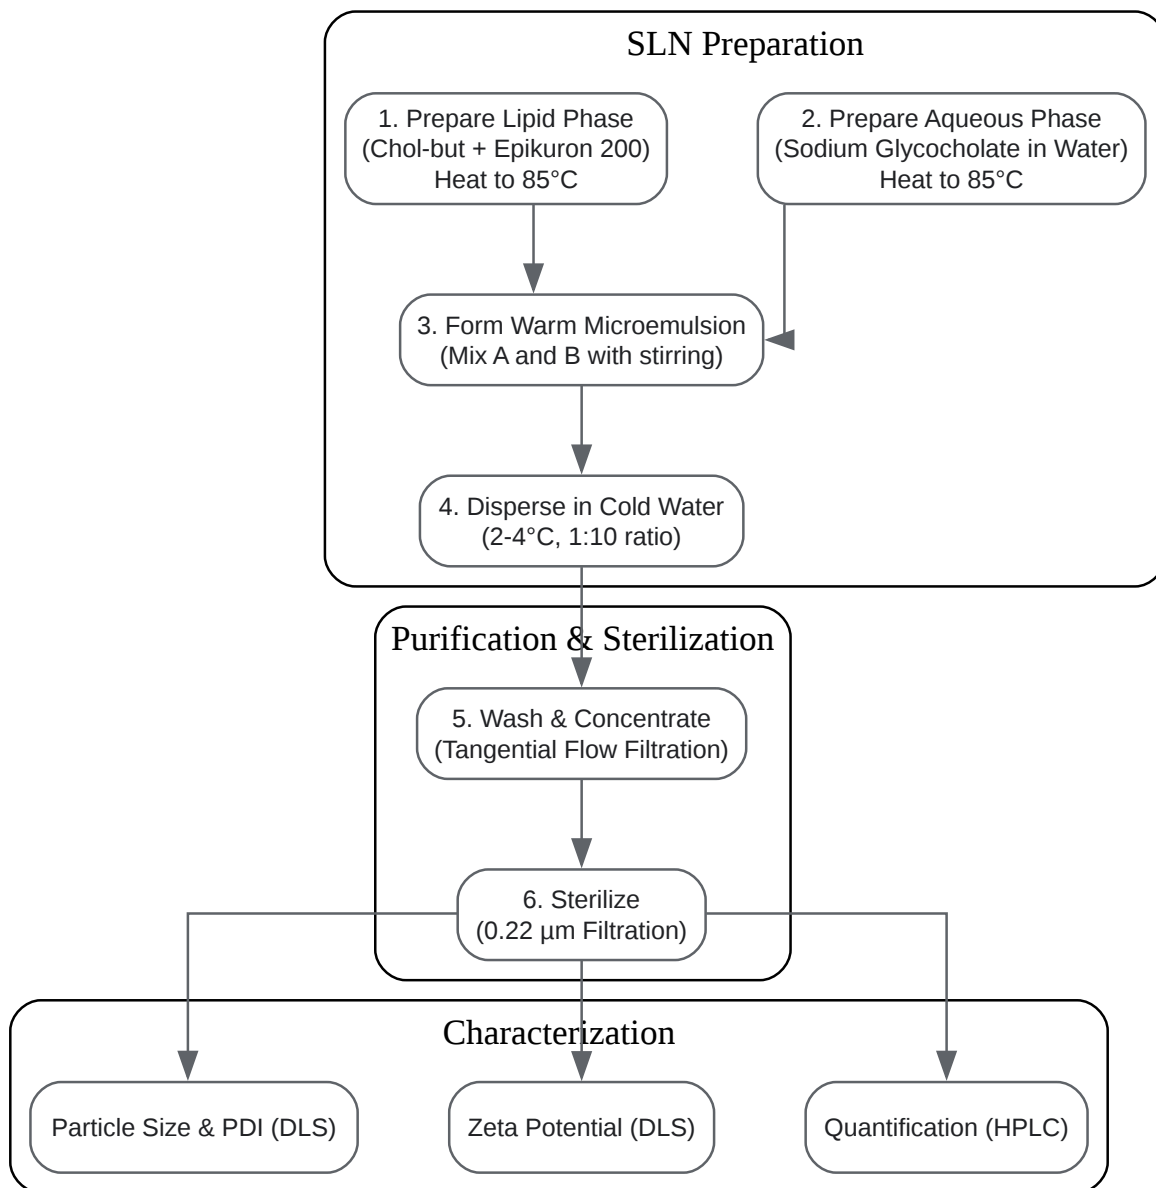 SLN Preparation
1. Prepare Lipid Phase
(Chol-but + Epikuron 200)
Heat to 85°C
2. Prepare Aqueous Phase
(Sodium Glycocholate in Water)
Heat to 85°C
3. Form Warm Microemulsion
(Mix A and B with stirring)
4. Disperse in Cold Water
(2-4°C, 1:10 ratio)
Purification & Sterilization
5. Wash & Concentrate
(Tangential Flow Filtration)
6. Sterilize
(0.22 µm Filtration)
Characterization
Particle Size & PDI (DLS)
Zeta Potential (DLS)
Quantification (HPLC)